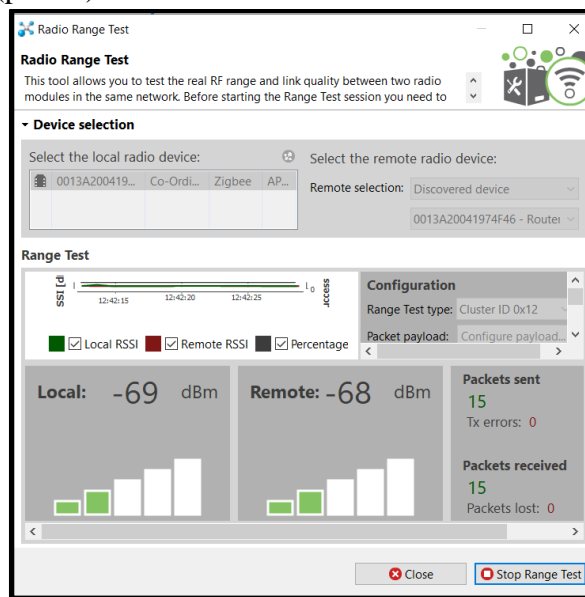 Radio Range Test
Radio Range Test
This tool allows you to test the real RF range and link quality between two radio
modules in the same network. Before starting the Range Test session you need to
Device selection
Select the local radio device:
0013A200419... Co-Ordi... Zigbee AP...
Select the remote radio device:
Remote selection: Discovered device
0013A20041974F46 - Router
Range Test
SSI [
0
12:42:15 12:42:20 12:42:25
Local RSSI Remote RSSI Percentage
Configuration
Range Test type: Cluster ID 0x12
Packet payload: Configure payload...
Local: -69 dBm
Remote: -68 dBm
Packets sent
15
Tx errors: 0
Packets received
15
Packets lost: 0
Close Stop Range Test